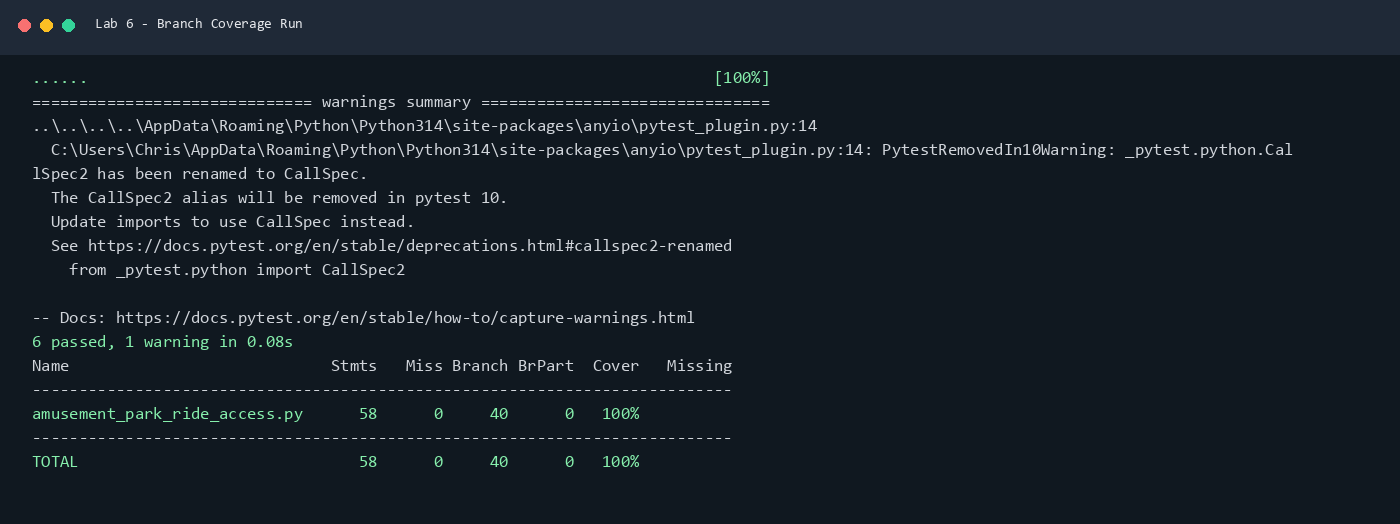 Lab 6 - Branch Coverage Run
...... [100%]
============================== warnings summary ===============================
..\..\..\..\AppData\Roaming\Python\Python314\site-packages\anyio\pytest_plugin.py:14
  C:\Users\Chris\AppData\Roaming\Python\Python314\site-packages\anyio\pytest_plugin.py:14: PytestRemovedIn10Warning: _pytest.python.Cal
lSpec2 has been renamed to CallSpec.
  The CallSpec2 alias will be removed in pytest 10.
  Update imports to use CallSpec instead.
  See https://docs.pytest.org/en/stable/deprecations.html#callspec2-renamed
    from _pytest.python import CallSpec2
-- Docs: https://docs.pytest.org/en/stable/how-to/capture-warnings.html
6 passed, 1 warning in 0.08s
Name                            Stmts   Miss Branch BrPart  Cover   Missing
---------------------------------------------------------------------------
amusement_park_ride_access.py      58      0     40      0   100%
---------------------------------------------------------------------------
TOTAL                              58      0     40      0   100%